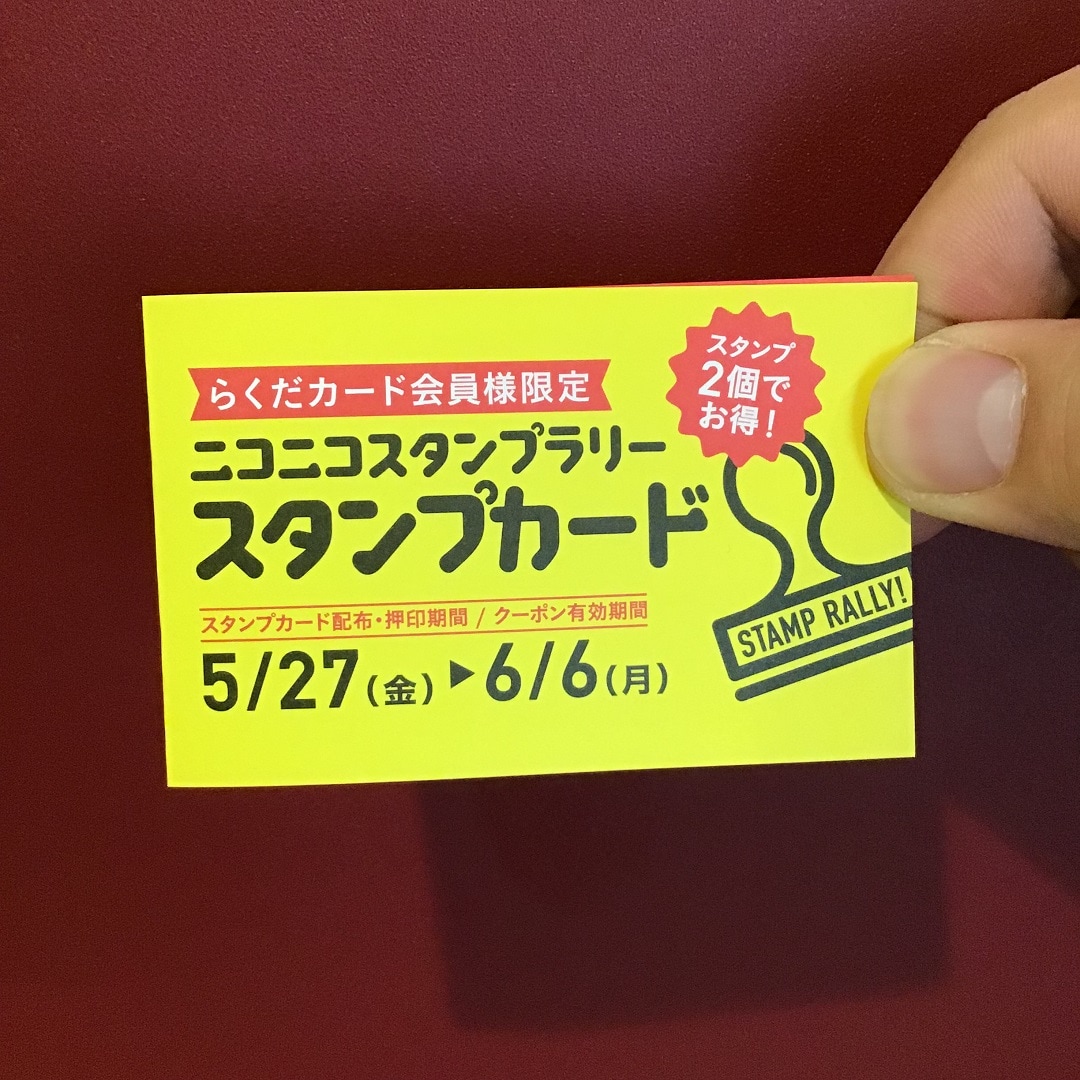 らくだカード会員様限定
ニコニコスタンプラリー
スタンプカード
スタンプ
2個で
お得!
スタンプカード配布・押印期間 / クーポン有効期間
5/27(金)▶6/6(月)
STAMP RALLY!